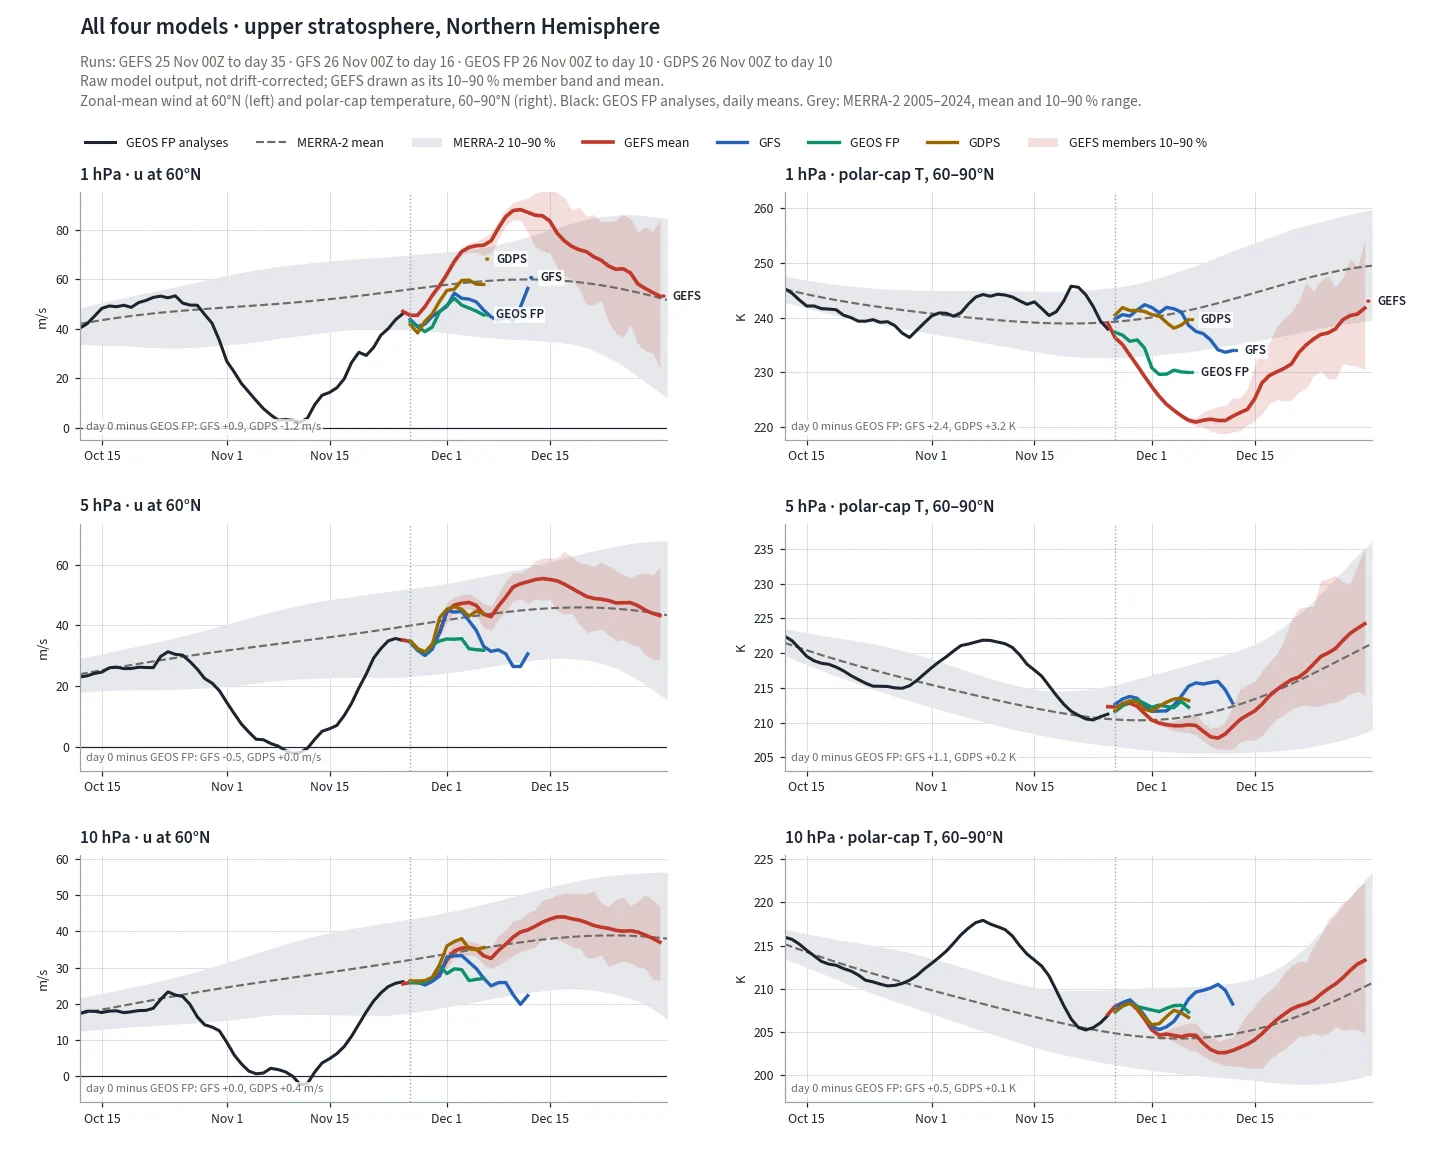 All four models · upper stratosphere, Northern Hemisphere
Runs: GEFS 25 Nov 00Z to day 35 · GFS 26 Nov 00Z to day 16 · GEOS FP 26 Nov 00Z to day 10 · GDPS 26 Nov 00Z to day 10
Raw model output, not drift-corrected; GEFS drawn as its 10–90 % member band and mean.
Zonal-mean wind at 60°N (left) and polar-cap temperature, 60–90°N (right). Black: GEOS FP analyses, daily means. Grey: MERRA-2 2005–2024, mean and 10–90 % range.
GEOS FP analyses MERRA-2 mean MERRA-2 10–90 % GEFS mean GFS GEOS FP GDPS GEFS members 10–90 %
1 hPa · u at 60°N
m/s
80
60
40
20
0
GDPS
GFS
GEOS FP
GEFS
day 0 minus GEOS FP: GFS +0.9, GDPS -1.2 m/s
Oct 15 Nov 1 Nov 15 Dec 1 Dec 15
1 hPa · polar-cap T, 60–90°N
K
260
250
240
230
220
GEFS
GDPS
GFS
GEOS FP
day 0 minus GEOS FP: GFS +2.4, GDPS +3.2 K
Oct 15 Nov 1 Nov 15 Dec 1 Dec 15
5 hPa · u at 60°N
m/s
60
40
20
0
day 0 minus GEOS FP: GFS -0.5, GDPS +0.0 m/s
Oct 15 Nov 1 Nov 15 Dec 1 Dec 15
5 hPa · polar-cap T, 60–90°N
K
235
230
225
220
215
210
205
day 0 minus GEOS FP: GFS +1.1, GDPS +0.2 K
Oct 15 Nov 1 Nov 15 Dec 1 Dec 15
10 hPa · u at 60°N
m/s
60
50
40
30
20
10
0
day 0 minus GEOS FP: GFS +0.0, GDPS +0.4 m/s
Oct 15 Nov 1 Nov 15 Dec 1 Dec 15
10 hPa · polar-cap T, 60–90°N
K
225
220
215
210
205
200
day 0 minus GEOS FP: GFS +0.5, GDPS +0.1 K
Oct 15 Nov 1 Nov 15 Dec 1 Dec 15